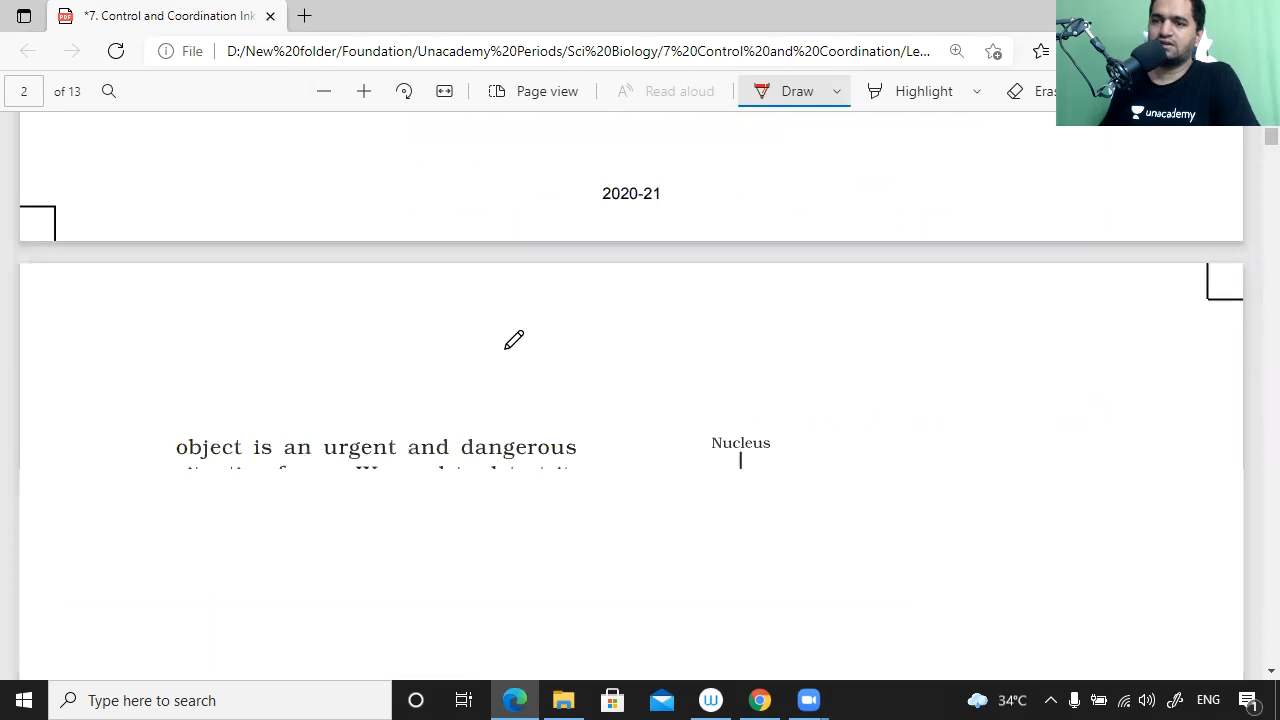 *7. Control and Coordination Ink
File
D:/New%20folder/Foundation/Unacademy%20Periods/Sci%20Biology/7%20Control%20and%20Coordination/Le...
2 of 13
Page view
Read aloud
Draw
Highlight
Eras
unacademy
2020-21
object is an urgent and dangerous
Nucleus
Type here to search
34°C
ENG
1